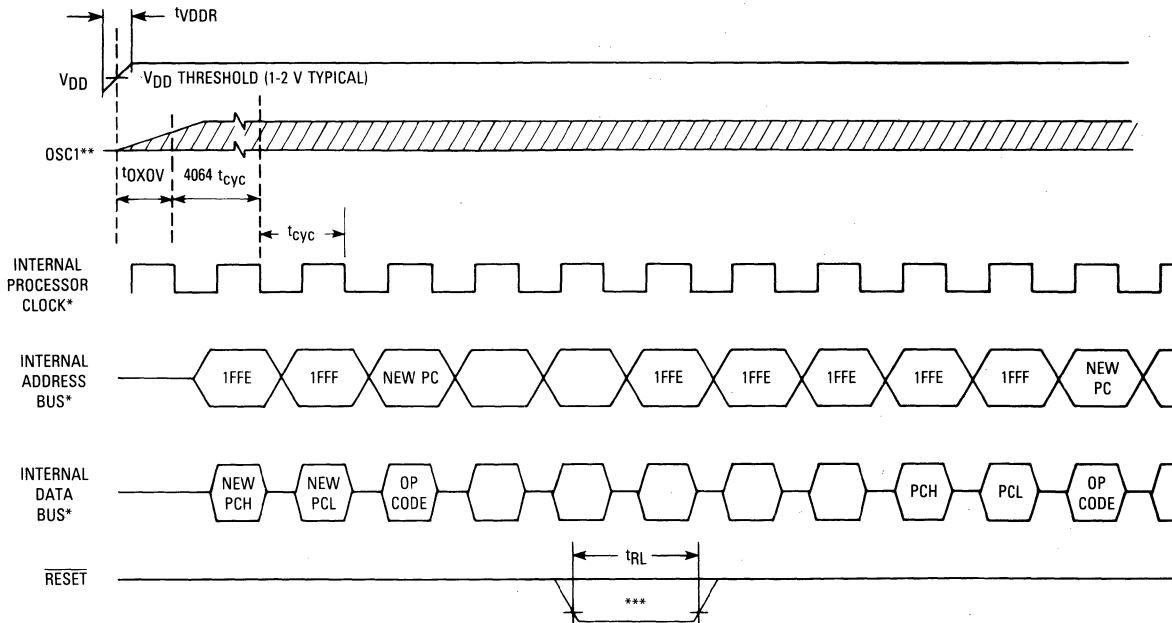 tVDDR
VDD
VDD THRESHOLD (1-2 V TYPICAL)
OSC1**
tOXOV
4064 tcyc
tcyc
INTERNAL
PROCESSOR
CLOCK*
INTERNAL
ADDRESS
BUS*
1FFE
1FFF
NEW PC
1FFE
1FFE
1FFE
1FFE
1FFF
NEW
PC
INTERNAL
DATA
BUS*
NEW
PCH
NEW
PCL
OP
CODE
PCH
PCL
OP
CODE
tRL
RESET
***